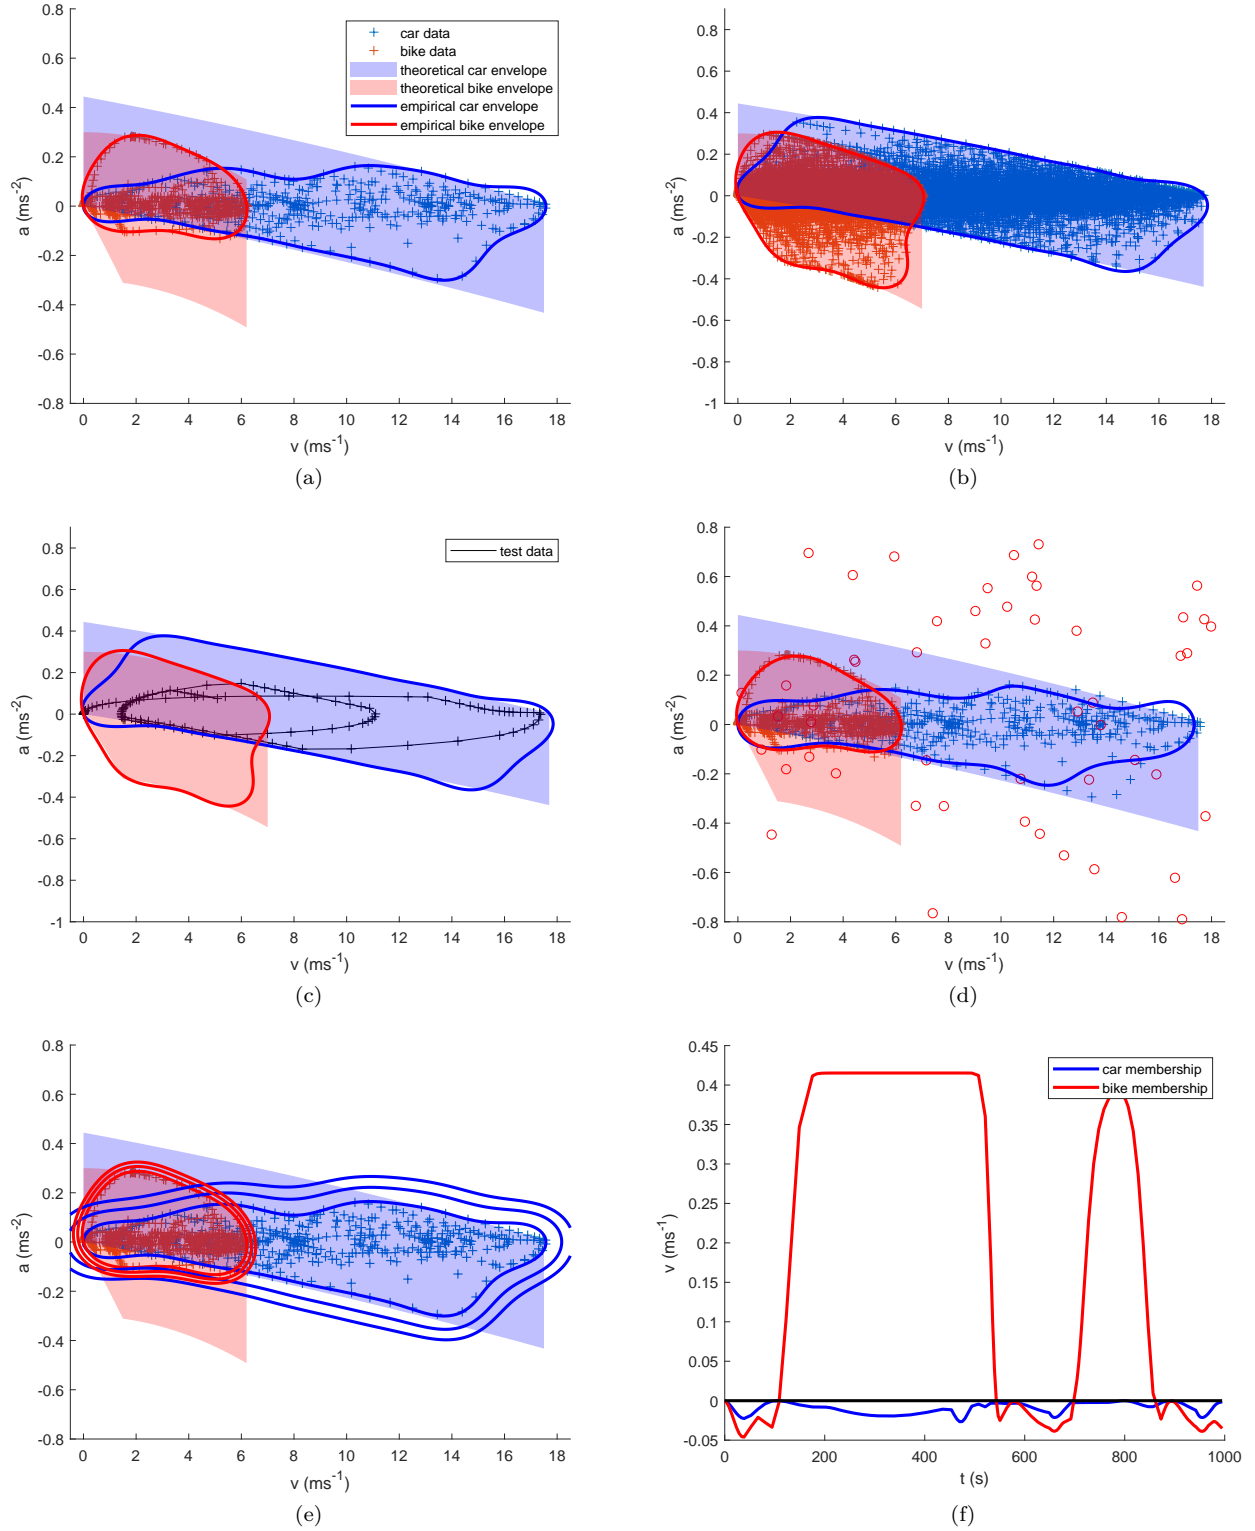 0.8
0.6
0.4
0.2
0
-0.2
-0.4
-0.6
-0.8
a (ms-2)
0 2 4 6 8 10 12 14 16 18
v (ms-1)
car data
bike data
theoretical car envelope
theoretical bike envelope
empirical car envelope
empirical bike envelope
(a)
0.8
0.6
0.4
0.2
0
-0.2
-0.4
-0.6
-0.8
-1
a (ms-2)
0 2 4 6 8 10 12 14 16 18
v (ms-1)
(b)
0.8
0.6
0.4
0.2
0
-0.2
-0.4
-0.6
-0.8
-1
a (ms-2)
0 2 4 6 8 10 12 14 16 18
v (ms-1)
test data
(c)
0.8
0.6
0.4
0.2
0
-0.2
-0.4
-0.6
-0.8
a (ms-2)
0 2 4 6 8 10 12 14 16 18
v (ms-1)
(d)
0.8
0.6
0.4
0.2
0
-0.2
-0.4
-0.6
-0.8
a (ms-2)
0 2 4 6 8 10 12 14 16 18
v (ms-1)
(e)
0.45
0.4
0.35
0.3
0.25
0.2
0.15
0.1
0.05
0
-0.05
v (ms-1)
0 200 400 600 800 1000
t (s)
car membership
bike membership
(f)